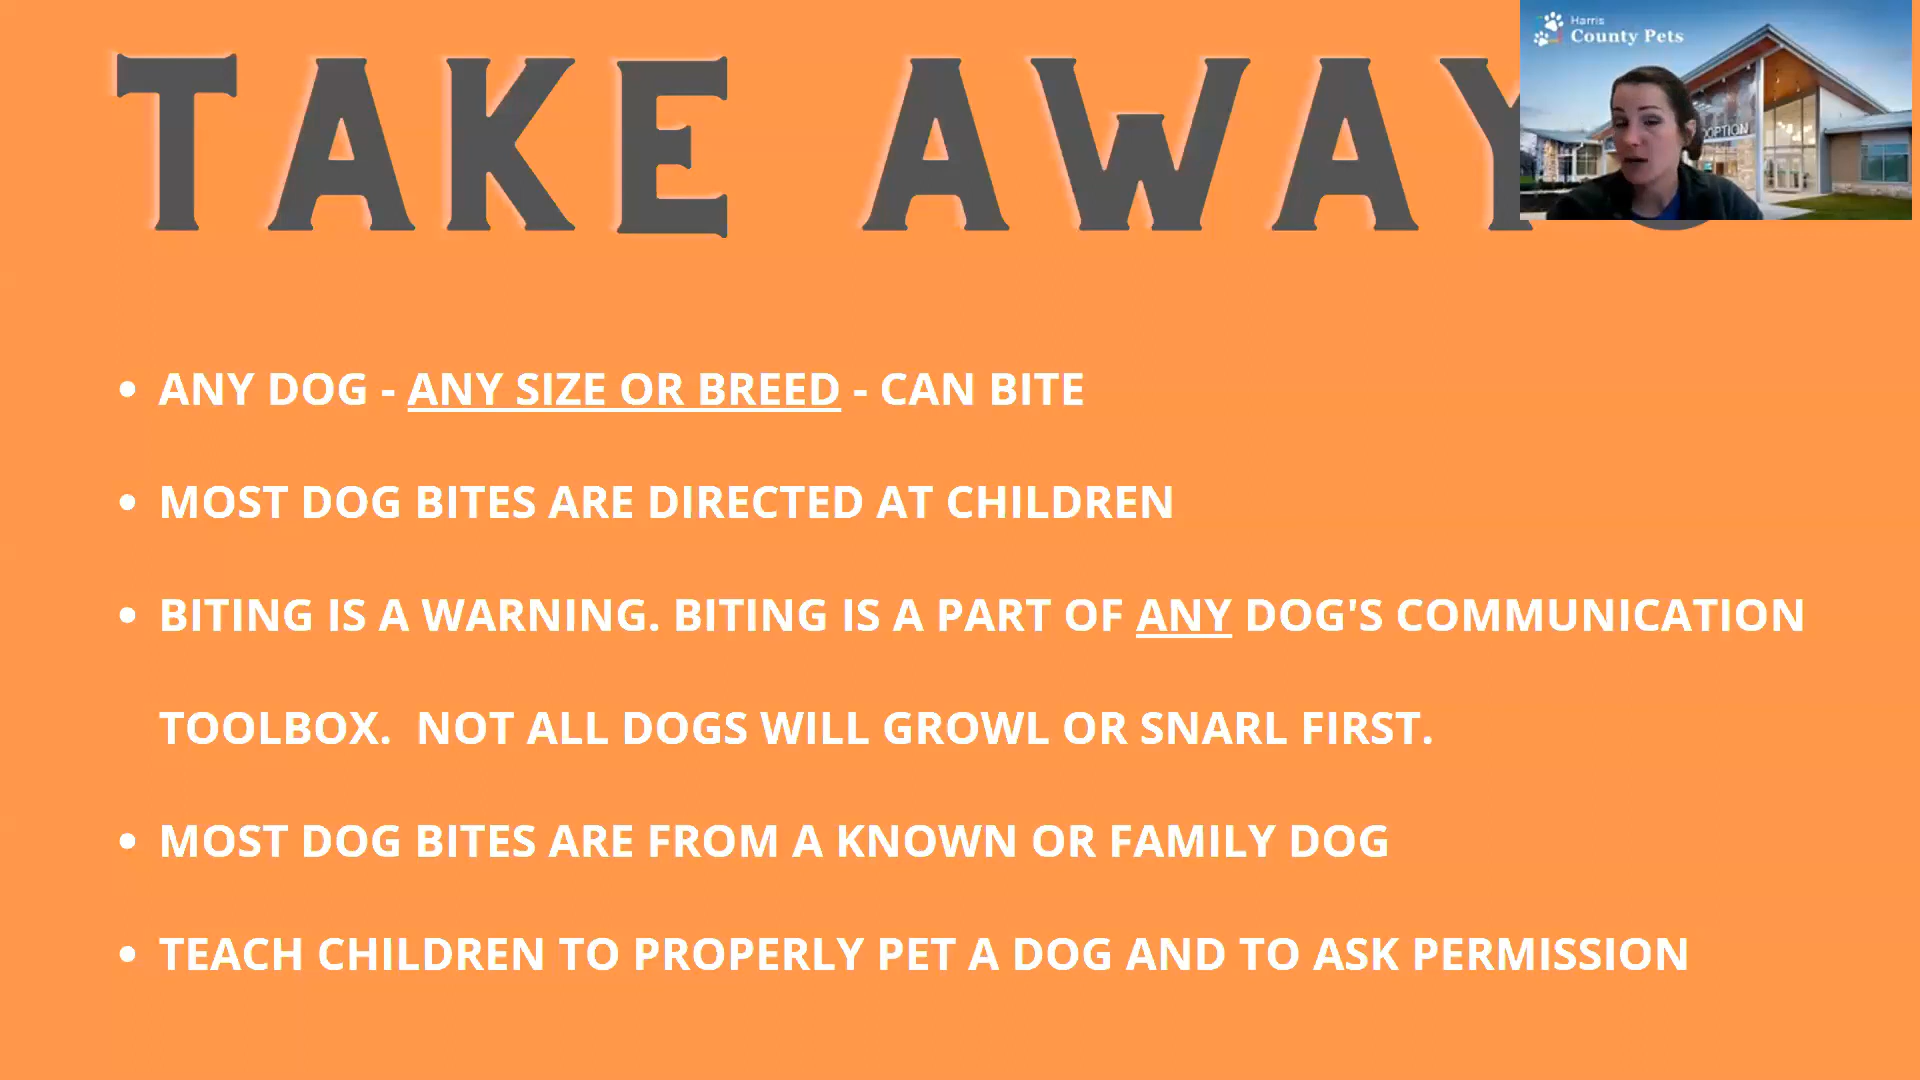 TAKE AWAYS
Harris
County Pets
• ANY DOG - ANY SIZE OR BREED - CAN BITE
• MOST DOG BITES ARE DIRECTED AT CHILDREN
• BITING IS A WARNING. BITING IS A PART OF ANY DOG'S COMMUNICATION
TOOLBOX.  NOT ALL DOGS WILL GROWL OR SNARL FIRST.
• MOST DOG BITES ARE FROM A KNOWN OR FAMILY DOG
• TEACH CHILDREN TO PROPERLY PET A DOG AND TO ASK PERMISSION